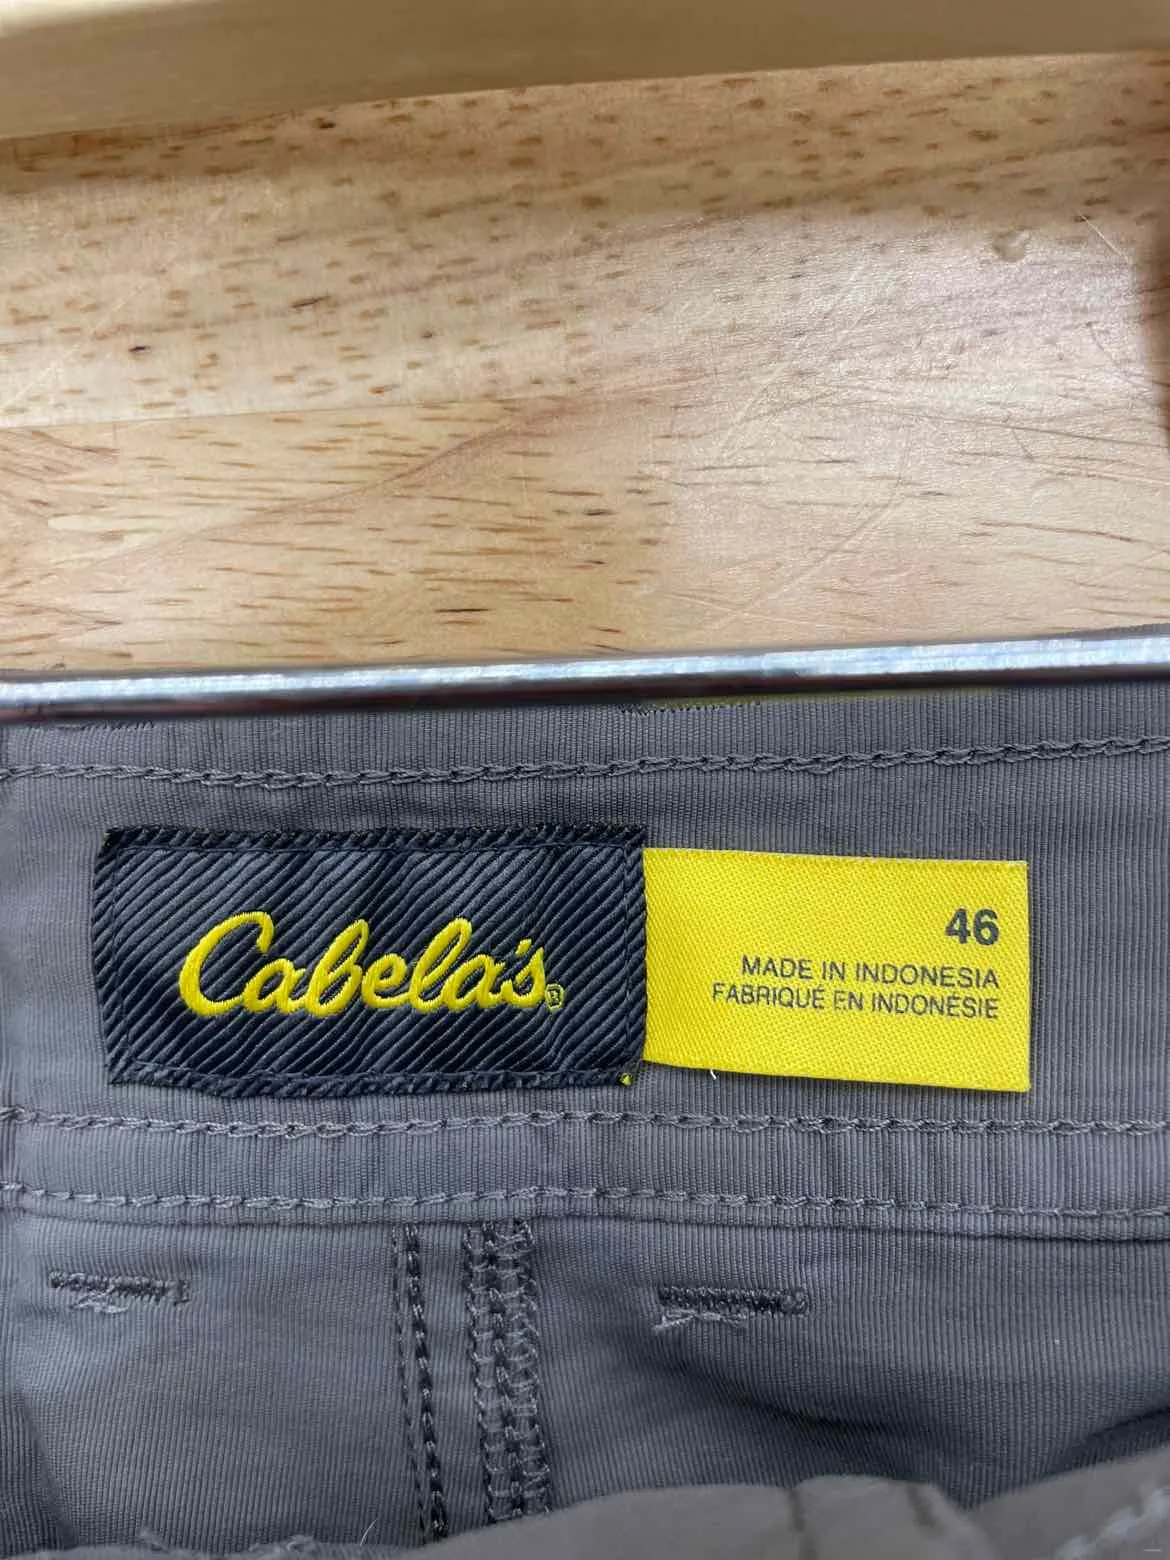 Cabela's®
46
MADE IN INDONESIA
FABRIQUÉ EN INDONÉSIE